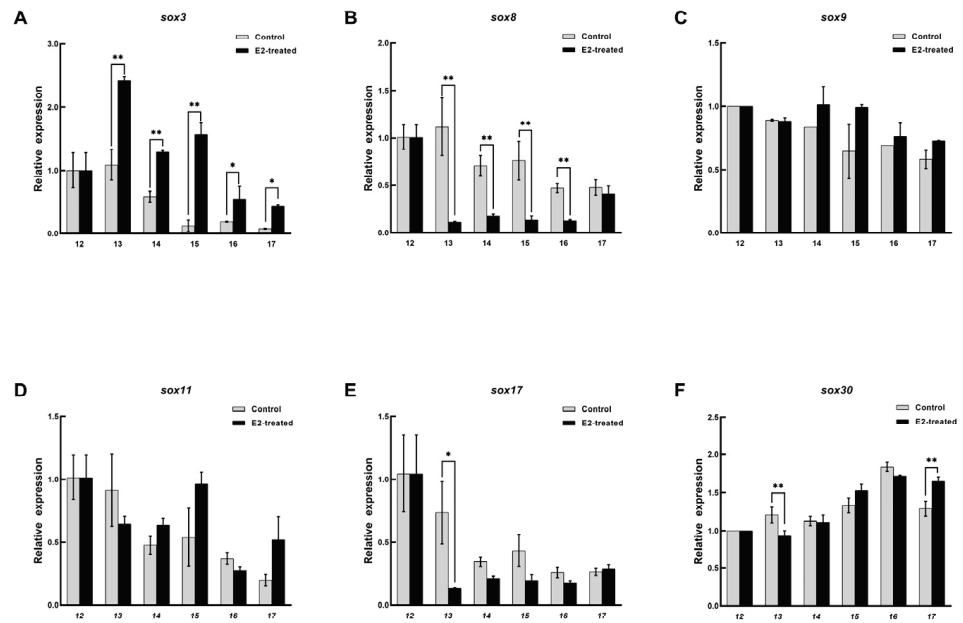 A
sox3
Control
E2-treated
Relative expression
3.0
2.0
1.0
0.0
**
**
**
*
*
12 13 14 15 16 17
B
sox8
Control
E2-treated
Relative expression
2.0
1.5
1.0
0.5
0.0
**
**
**
**
12 13 14 15 16 17
C
sox9
Control
E2-treated
Relative expression
1.5
1.0
0.5
0.0
12 13 14 15 16 17
D
sox11
Control
E2-treated
Relative expression
1.5
1.0
0.5
0.0
12 13 14 15 16 17
E
sox17
Control
E2-treated
Relative expression
1.5
1.0
0.5
0.0
*
12 13 14 15 16 17
F
sox30
Control
E2-treated
Relative expression
2.5
2.0
1.5
1.0
0.5
0.0
**
**
12 13 14 15 16 17